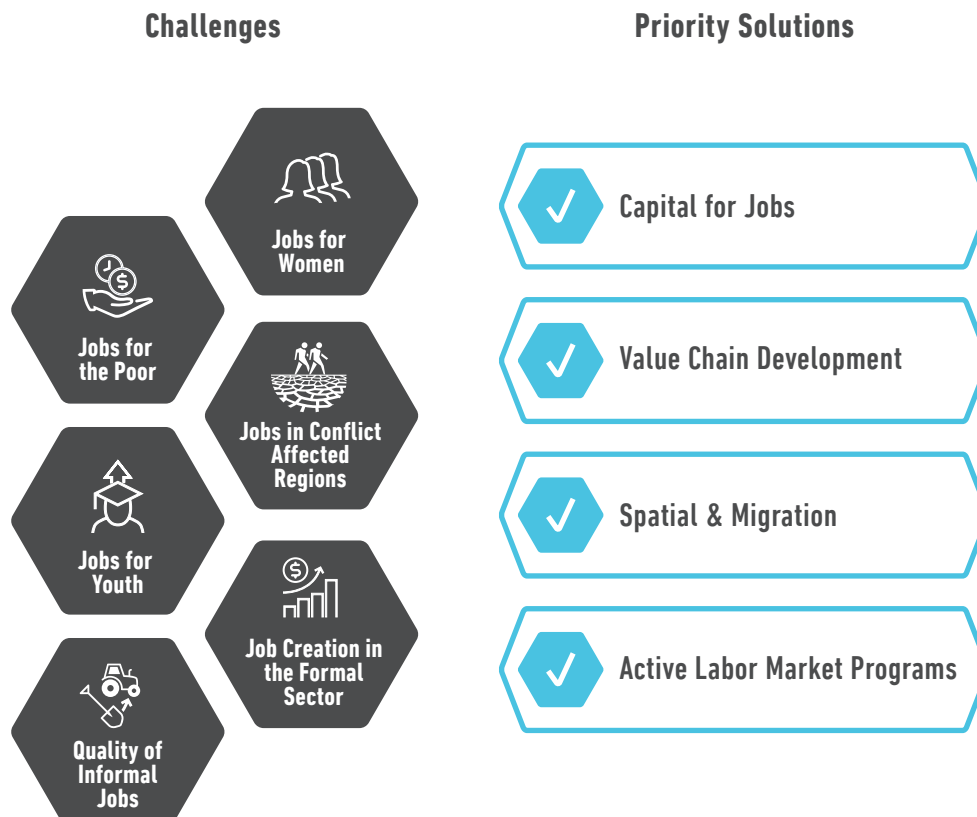 Challenges
Jobs for
Women
Jobs for
the Poor
Jobs in Conflict
Affected
Regions
Jobs for
Youth
Job Creation in
the Formal
Sector
Quality of
Informal
Jobs
Priority Solutions
Capital for Jobs
Value Chain Development
Spatial & Migration
Active Labor Market Programs